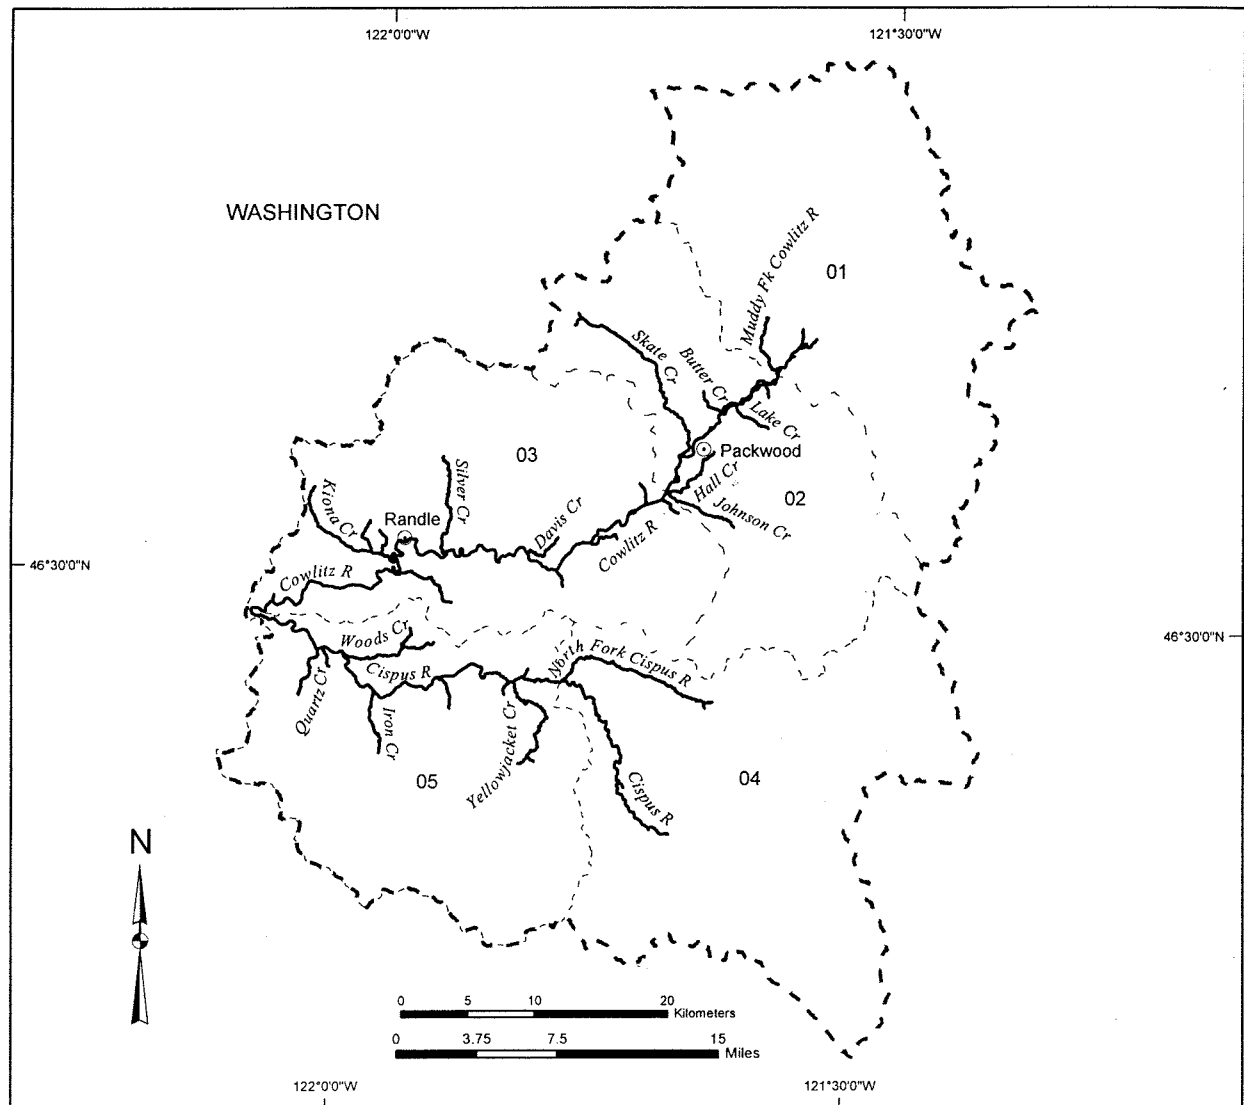 122°0'0"W
121°30'0"W
WASHINGTON
Muddy Fk Cowlitz R
01
Skate Cr
Butter Cr
Lake Cr
Packwood
03
02
Silver Cr
Hall Cr
Johnson Cr
Kiona Cr
Randle
Davis Cr
Cowlitz R
46°30'0"N
Cowlitz R
Woods Cr
46°30'0"N
North Fork Cispus R
Cispus R
Quartz Cr
Iron Cr
Yellowjacket Cr
05
04
Cispus R
N
0 5 10 20
Kilometers
0 3.75 7.5 15
Miles
122°0'0"W
121°30'0"W